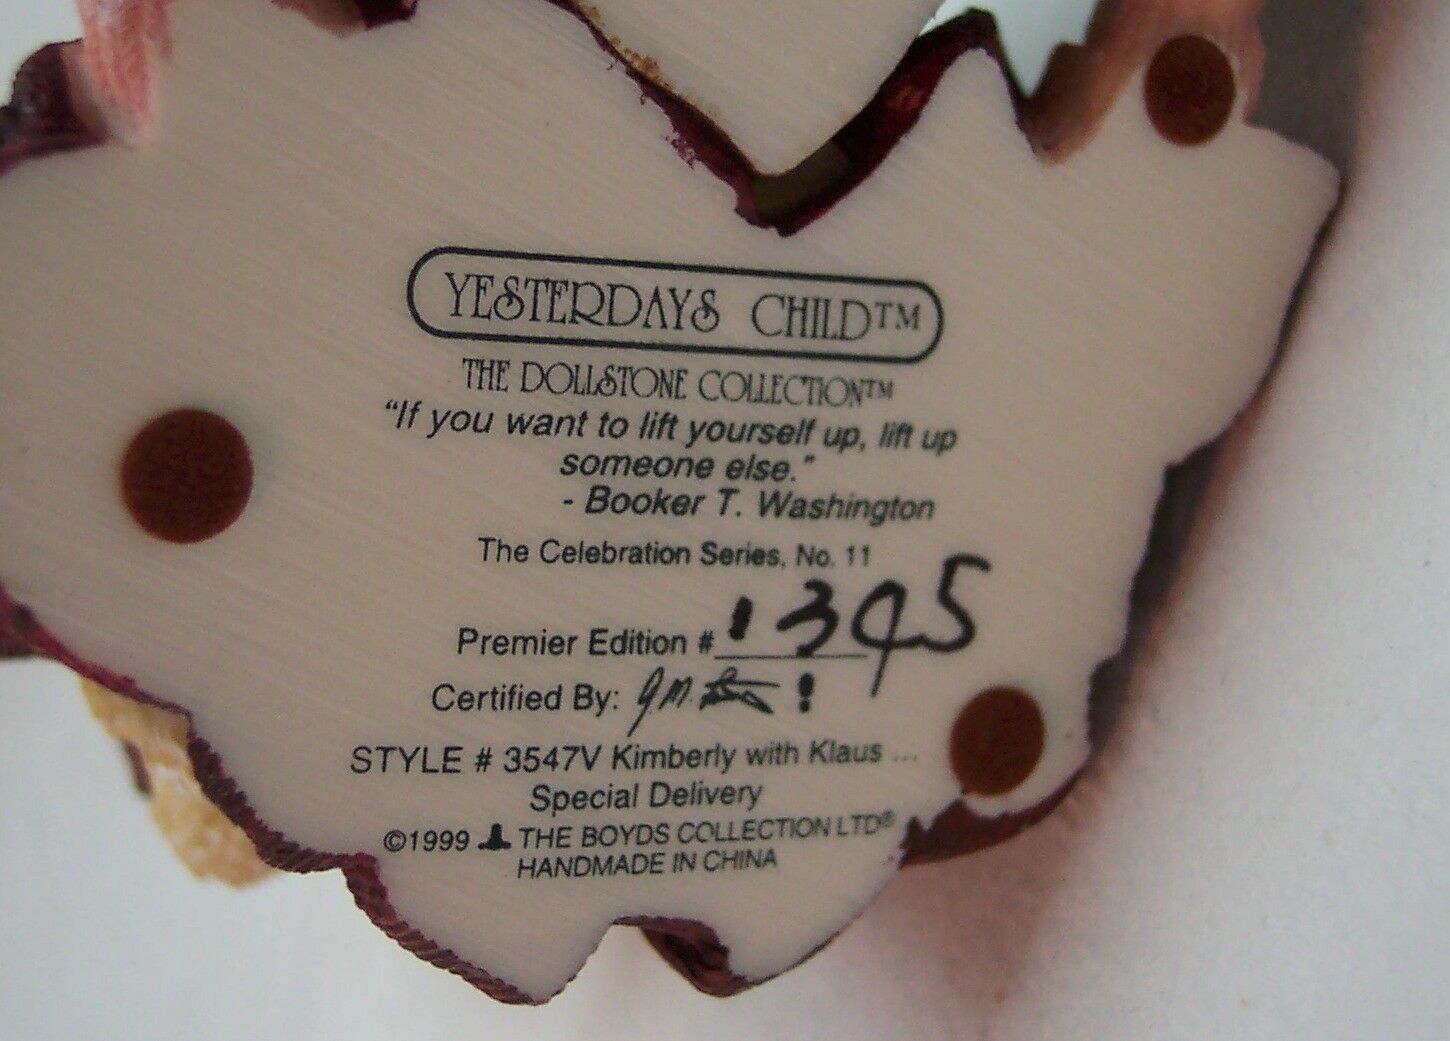 YESTERDAYS CHILD™
THE DOLLSTONE COLLECTION™
“If you want to lift yourself up, lift up
someone else.”
- Booker T. Washington
The Celebration Series, No. 11
Premier Edition # 1395
Certified By:
STYLE # 3547V Kimberly with Klaus ...
Special Delivery
©1999 THE BOYDS COLLECTION LTD®
HANDMADE IN CHINA